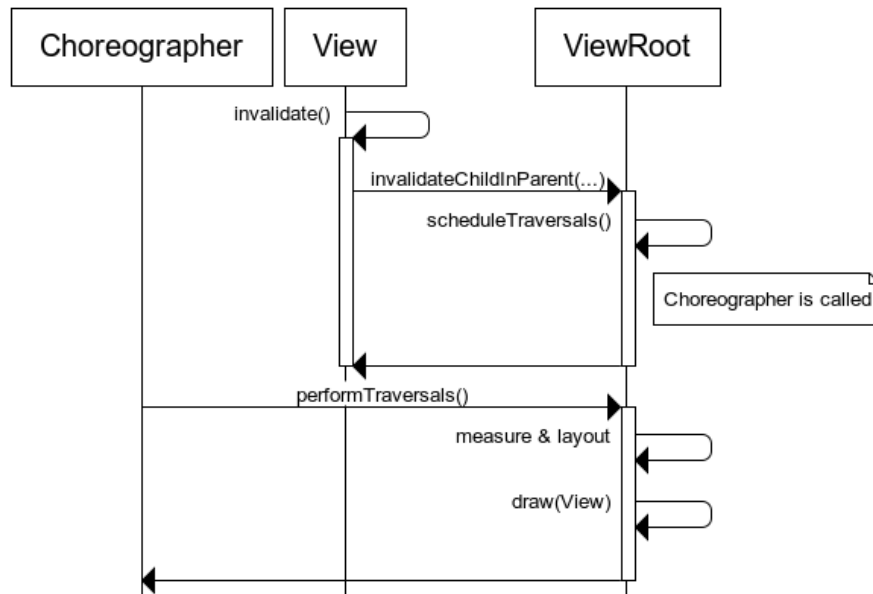 Choreographer
View
ViewRoot
invalidate()
invalidateChildInParent(...)
scheduleTraversals()
Choreographer is called
performTraversals()
measure & layout
draw(View)